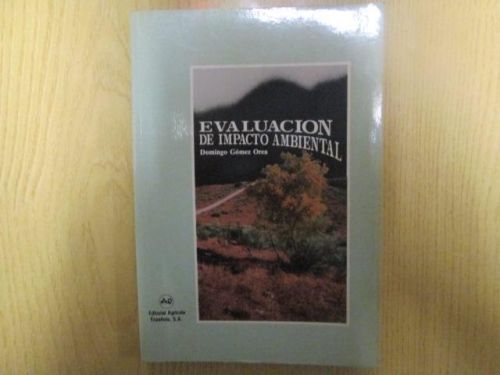 EVALUACION
DE IMPACTO AMBIENTAL
Domingo Gómez Orea
Editorial Agrícola
Española, S.A.